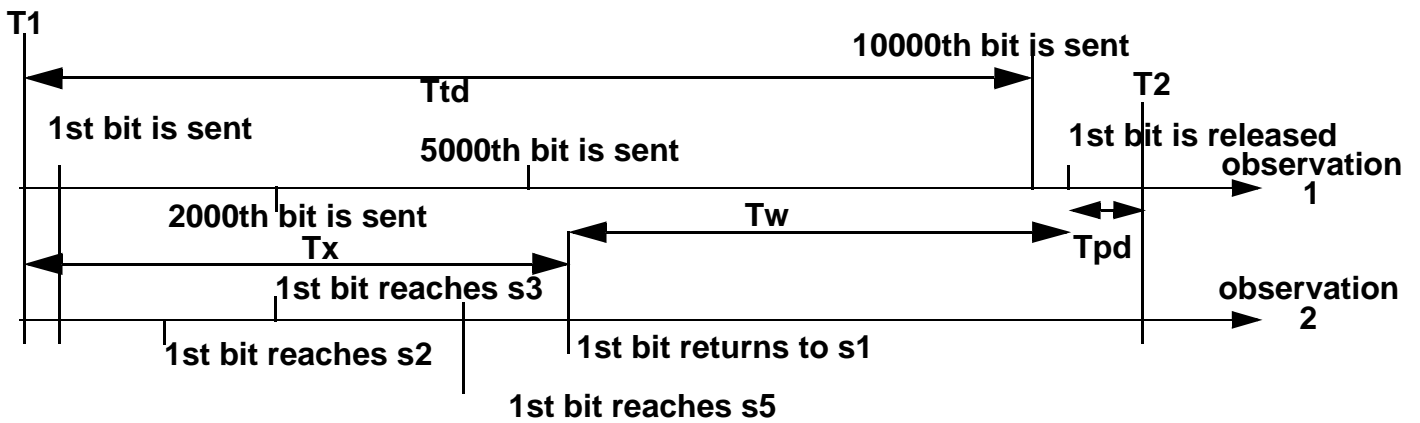 T1
10000th bit is sent
Ttd
T2
1st bit is sent
1st bit is released
5000th bit is sent
observation
1
2000th bit is sent
Tw
Tx
Tpd
1st bit reaches s3
observation
2
1st bit reaches s2
1st bit returns to s1
1st bit reaches s5